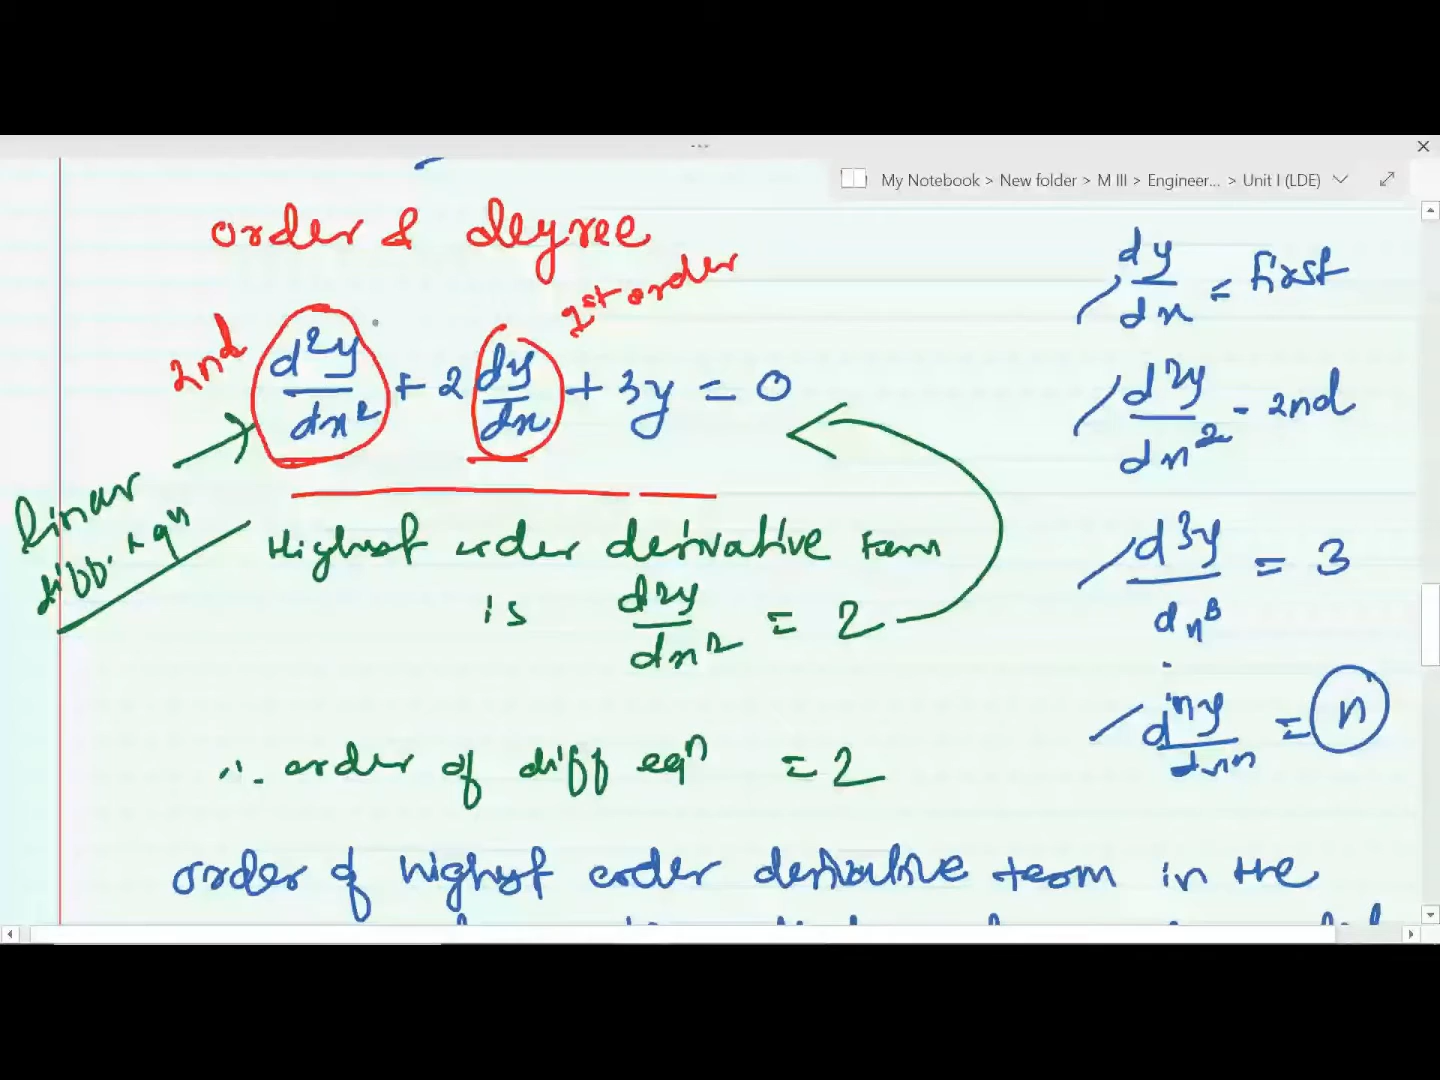 My Notebook > New folder > M III > Engineer... > Unit I (LDE)
order & degree
1st order
2nd
d²y/dx² + 2 dy/dx + 3y = 0
linear
diff. eqn
Highest order derivative term
is d²y/dx² = 2
∴ order of diff eqn = 2
order of highest order derivative term in the
dy/dx = first
d²y/dx² - 2nd
d³y/dx³ = 3
dⁿy/dxⁿ = n